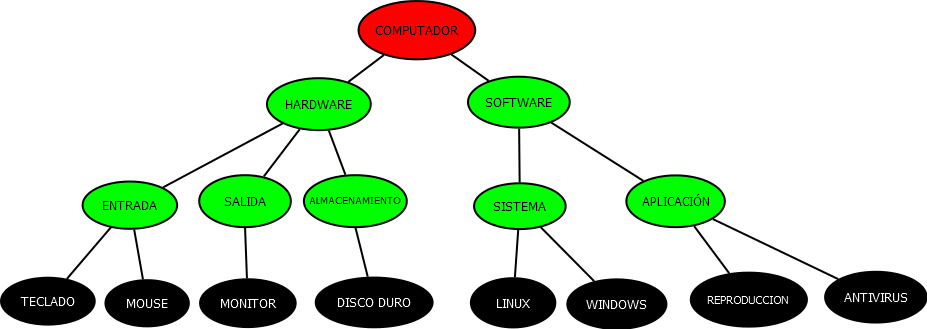 COMPUTADOR
HARDWARE
SOFTWARE
ENTRADA
SALIDA
ALMACENAMIENTO
SISTEMA
APLICACIÓN
TECLADO
MOUSE
MONITOR
DISCO DURO
LINUX
WINDOWS
REPRODUCCION
ANTIVIRUS